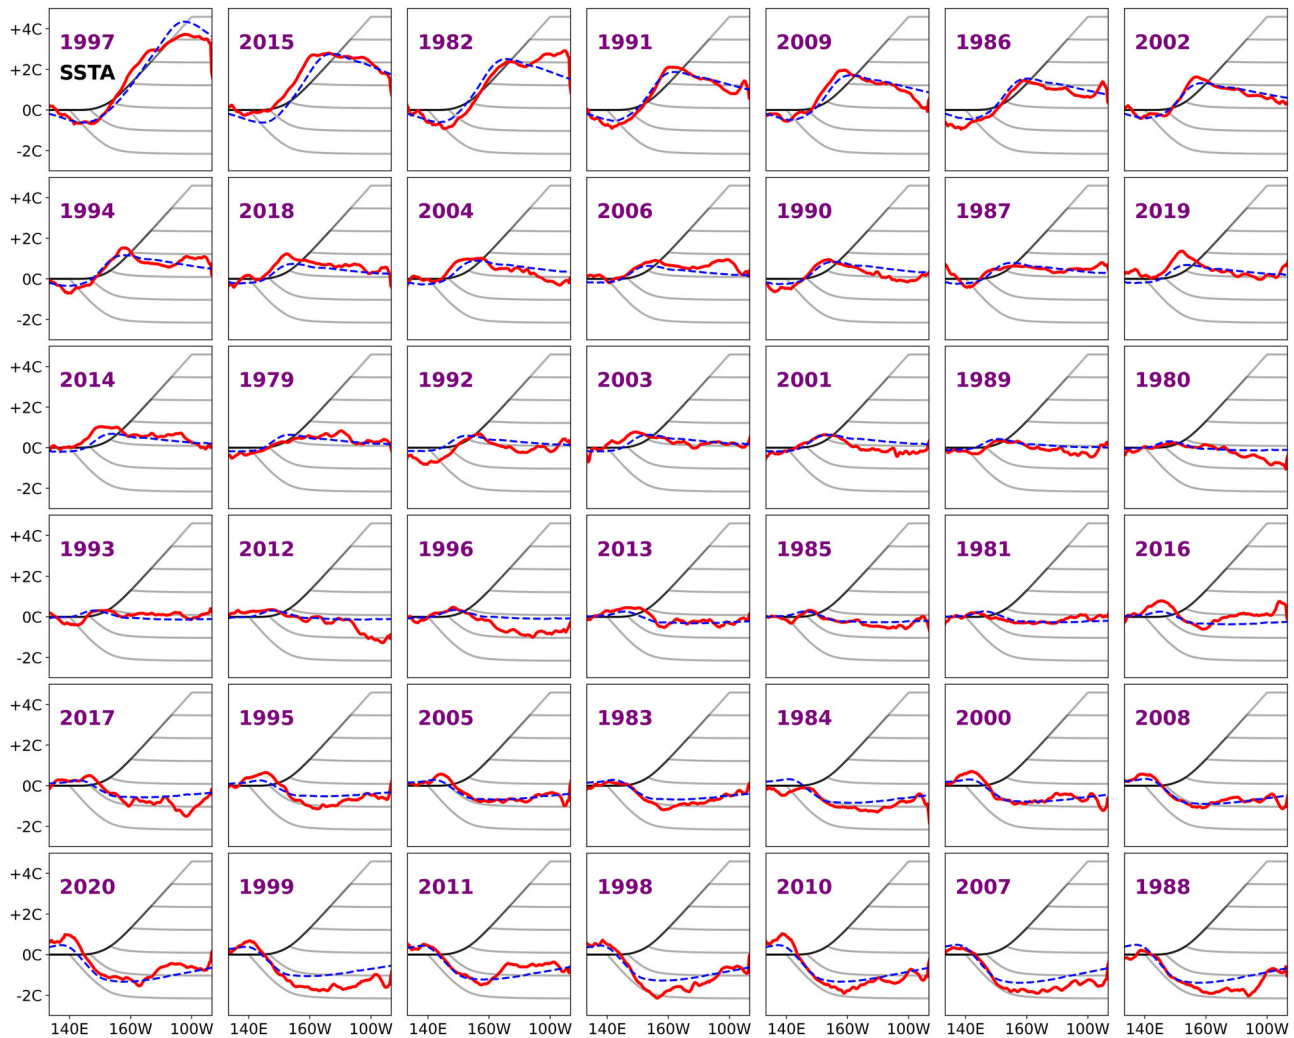 +4C
+2C
0C
-2C
1997
SSTA
2015
1982
1991
2009
1986
2002
+4C
+2C
0C
-2C
1994
2018
2004
2006
1990
1987
2019
+4C
+2C
0C
-2C
2014
1979
1992
2003
2001
1989
1980
+4C
+2C
0C
-2C
1993
2012
1996
2013
1985
1981
2016
+4C
+2C
0C
-2C
2017
1995
2005
1983
1984
2000
2008
+4C
+2C
0C
-2C
2020
1999
2011
1998
2010
2007
1988
140E 160W 100W 140E 160W 100W 140E 160W 100W 140E 160W 100W 140E 160W 100W 140E 160W 100W 140E 160W 100W